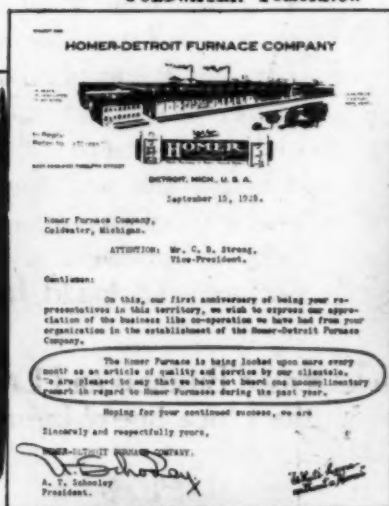 HOMER-DETROIT FURNACE COMPANY
In Reply
Refer to
HOMER
DETROIT, MICH., U. S. A.
September 15, 1928.
Homer Furnace Company,
Coldwater, Michigan.
ATTENTION: Mr. C. B. Strong,
Vice-President.
Gentlemen:
On this, our first anniversary of being your re-
presentatives in this territory, we wish to express our appre-
ciation of the business like co-operation we have had from your
organization in the establishment of the Homer-Detroit Furnace
Company.
The Homer Furnace is being looked upon more every
month as an article of quality and service by our clientele.
We are pleased to say that we have not heard one uncomplimentary
remark in regard to Homer Furnaces during the past year.
Hoping for your continued success, we are
Sincerely and respectfully yours,
HOMER-DETROIT FURNACE COMPANY.
A. T. Schooley
A. T. Schooley
President.